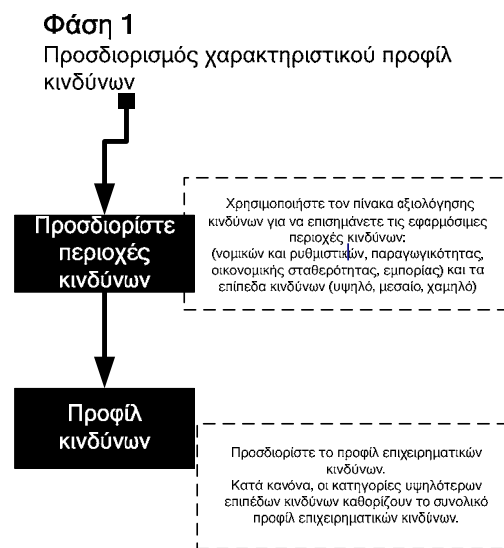 Φάση 1
Προσδιορισμός χαρακτηριστικού προφίλ
κινδύνων
Προσδιορίστε
περιοχές
κινδύνων
Χρησιμοποιήστε τον πίνακα αξιολόγησης
κινδύνων για να επισημάνετε τις εφαρμόσιμες
περιοχές κινδύνων:
(νομικών και ρυθμιστικών, παραγωγικότητας,
οικονομικής σταθερότητας, εμπορίας) και τα
επίπεδα κινδύνων (υψηλό, μεσαίο, χαμηλό)
Προφίλ
κινδύνων
Προσδιορίστε το προφίλ επιχειρηματικών
κινδύνων.
Κατά κανόνα, οι κατηγορίες υψηλότερων
επιπέδων κινδύνων καθορίζουν το συνολικό
προφίλ επιχειρηματικών κινδύνων.